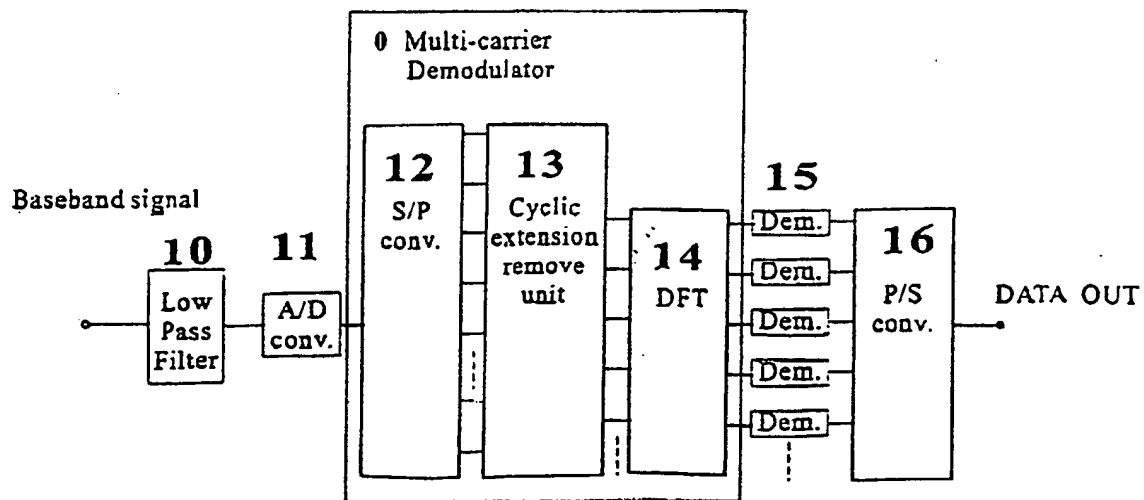 0 Multi-carrier
Demodulator
Baseband signal
10
Low
Pass
Filter
11
A/D
conv.
12
S/P
conv.
13
Cyclic
extension
remove
unit
14
DFT
15
Dem.
Dem.
Dem.
Dem.
Dem.
16
P/S
conv.
DATA OUT